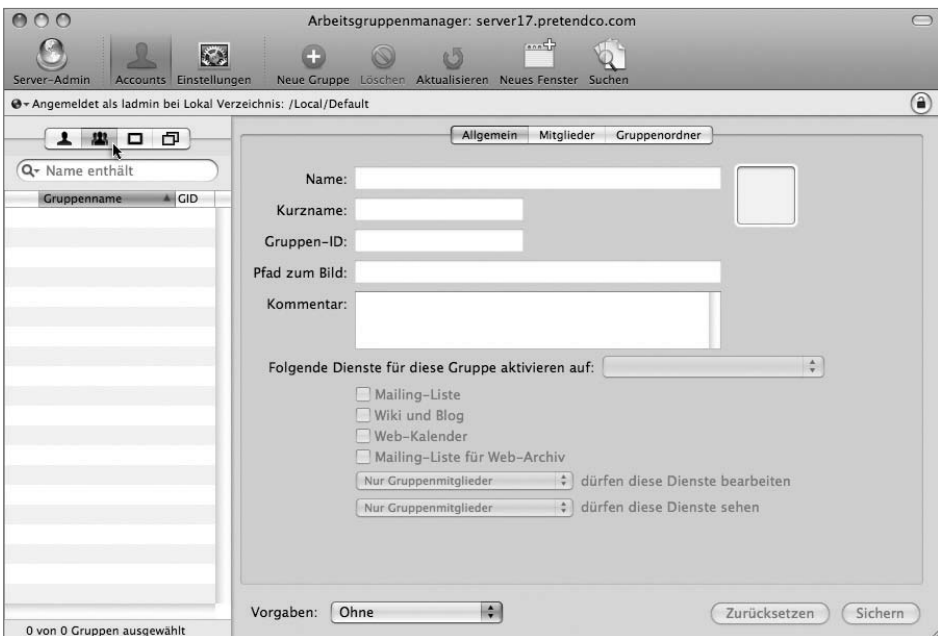 Arbeitsgruppenmanager: server17.pretendco.com
Server-Admin Accounts Einstellungen Neue Gruppe Löschen Aktualisieren Neues Fenster Suchen
Angemeldet als ladmin bei Lokal Verzeichnis: /Local/Default
Allgemein Mitglieder Gruppenordner
Name enthält
Gruppenname GID
Name:
Kurzname:
Gruppen-ID:
Pfad zum Bild:
Kommentar:
Folgende Dienste für diese Gruppe aktivieren auf:
Mailing-Liste
Wiki und Blog
Web-Kalender
Mailing-Liste für Web-Archiv
Nur Gruppenmitglieder dürfen diese Dienste bearbeiten
Nur Gruppenmitglieder dürfen diese Dienste sehen
Vorgaben: Ohne Zurücksetzen Sichern
0 von 0 Gruppen ausgewählt